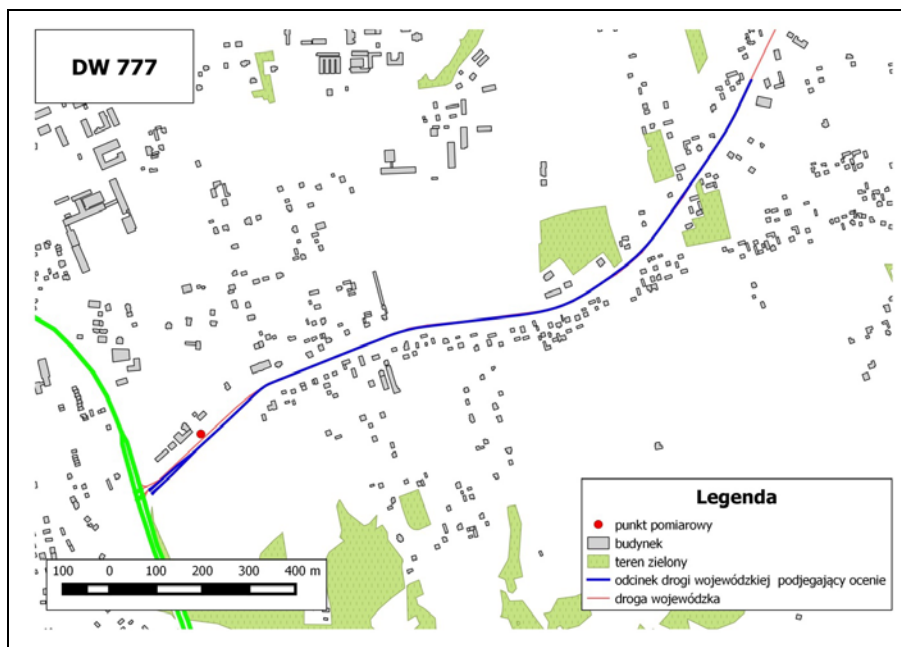 DW 777
Legenda
punkt pomiarowy
budynek
teren zielony
odcinek drogi wojewódzkiej podjegający ocenie
droga wojewódzka
100 0 100 200 300 400 m